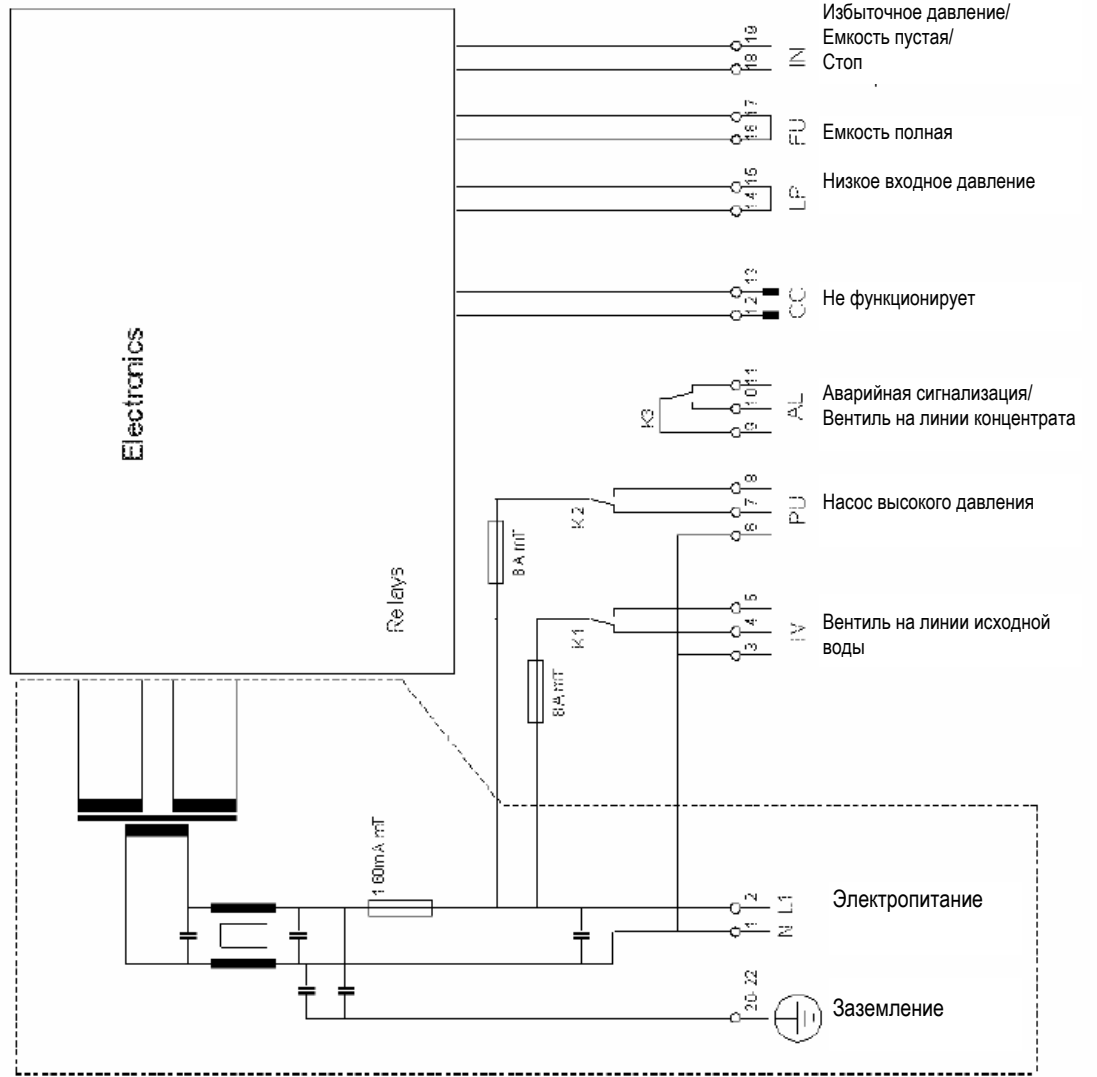 19
18
IN
Избыточное давление/
Емкость пустая/
Стоп
17
16
FU
Емкость полная
15
14
LP
Низкое входное давление
13
12
CC
Не функционирует
Electronics
Relays
K3
11
10
9
AL
Аварийная сигнализация/
Вентиль на линии концентрата
8 A mT
K2
8
7
6
PU
Насос высокого давления
8A mT
K1
5
4
3
IV
Вентиль на линии исходной
воды
160mA mT
2
1
L1
N
Электропитание
20-22
Заземление